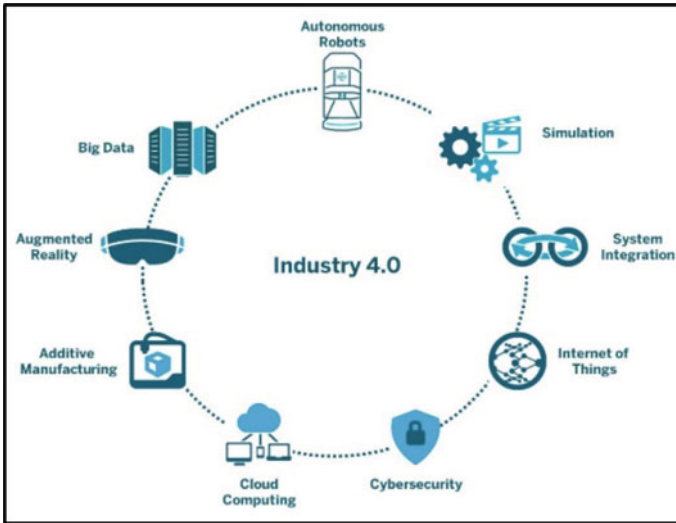 Autonomous
Robots
Simulation
Big Data
Augmented
Reality
System
Integration
Industry 4.0
Additive
Manufacturing
Internet of
Things
Cloud
Computing
Cybersecurity